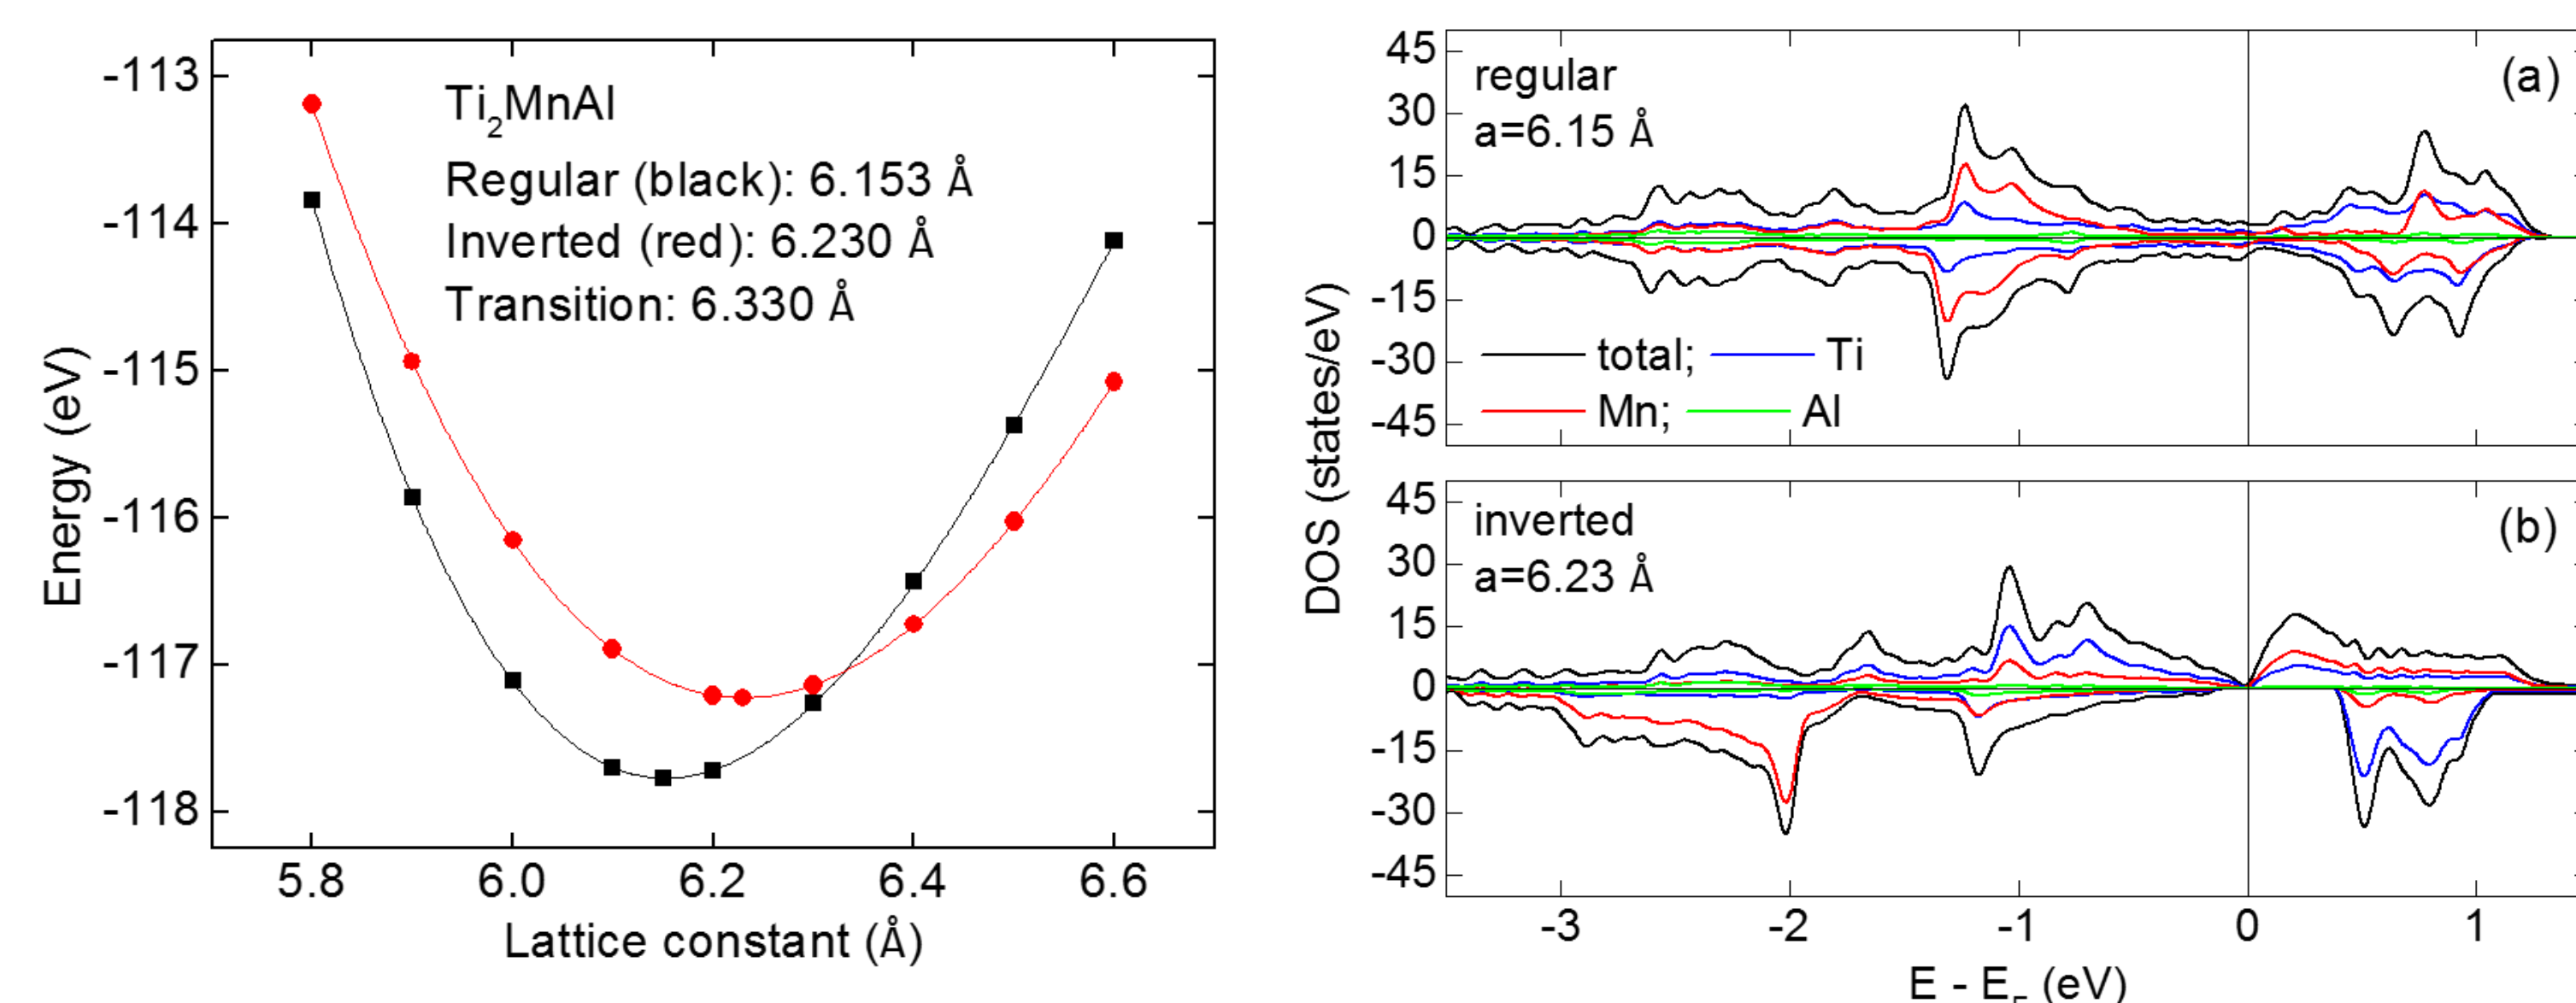 -113
-114
-115
-116
-117
-118
Energy (eV)
Ti2MnAl
Regular (black): 6.153 Å
Inverted (red): 6.230 Å
Transition: 6.330 Å
5.8 6.0 6.2 6.4 6.6
Lattice constant (Å)
DOS (states/eV)
45
30
15
0
-15
-30
-45
regular
a=6.15 Å
(a)
total; Ti
Mn; Al
45
30
15
0
-15
-30
-45
inverted
a=6.23 Å
(b)
-3 -2 -1 0 1
E - EF (eV)